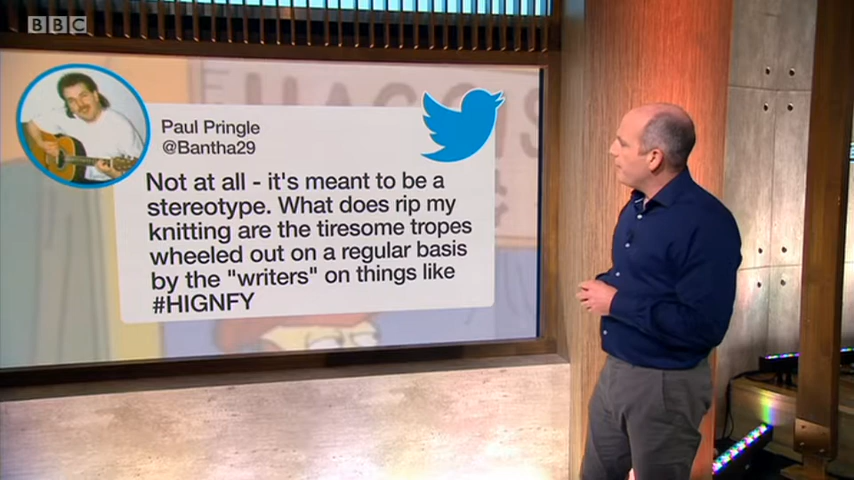 BBC
Paul Pringle
@Bantha29
Not at all - it's meant to be a
stereotype. What does rip my
knitting are the tiresome tropes
wheeled out on a regular basis
by the "writers" on things like
#HIGNFY